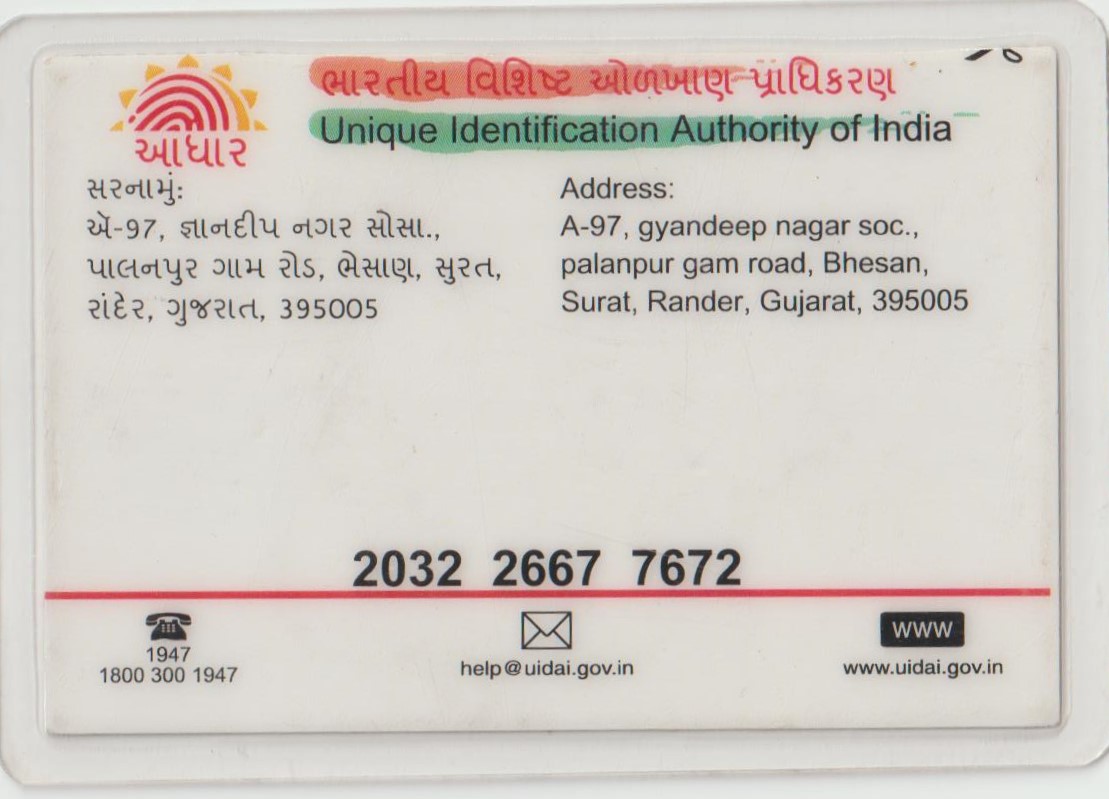 ભારતીય વિશિષ્ટ ઓળખાણ પ્રાધિકરણ
Unique Identification Authority of India
આધાર
સરનામું:
એ-97, જ્ઞાનદીપ નગર સોસા.,
પાલનપુર ગામ રોડ, ભેસાણ, સુરત,
રાંદેર, ગુજરાત, 395005
Address:
A-97, gyandeep nagar soc.,
palanpur gam road, Bhesan,
Surat, Rander, Gujarat, 395005
2032 2667 7672
1947
1800 300 1947
help@uidai.gov.in
www
www.uidai.gov.in